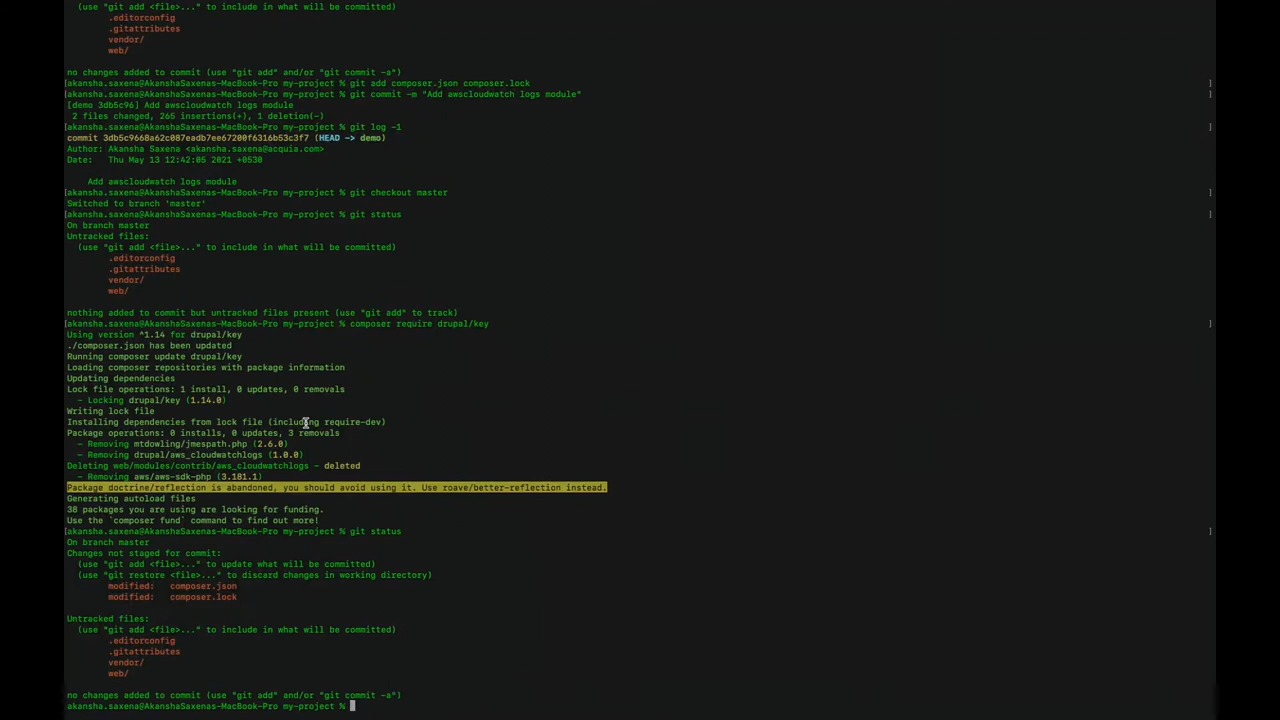 (use "git add <file>..." to include in what will be committed)
.editorconfig
.gitattributes
vendor/
web/
no changes added to commit (use "git add" and/or "git commit -a")
[akansha.saxena@AkanshaSaxenas-MacBook-Pro my-project % git add composer.json composer.lock ]
[akansha.saxena@AkanshaSaxenas-MacBook-Pro my-project % git commit -m "Add awscloudwatch logs module" ]
[demo 3db5c96] Add awscloudwatch logs module
2 files changed, 265 insertions(+), 1 deletion(-)
[akansha.saxena@AkanshaSaxenas-MacBook-Pro my-project % git log -1 ]
commit 3db5c9668a62c087eadb7ee67200f6316b53c3f7 (HEAD -> demo)
Author: Akansha Saxena <akansha.saxena@acquia.com>
Date:   Thu May 13 12:42:05 2021 +0530
Add awscloudwatch logs module
[akansha.saxena@AkanshaSaxenas-MacBook-Pro my-project % git checkout master ]
Switched to branch 'master'
[akansha.saxena@AkanshaSaxenas-MacBook-Pro my-project % git status ]
On branch master
Untracked files:
(use "git add <file>..." to include in what will be committed)
.editorconfig
.gitattributes
vendor/
web/
nothing added to commit but untracked files present (use "git add" to track)
[akansha.saxena@AkanshaSaxenas-MacBook-Pro my-project % composer require drupal/key ]
Using version ^1.14 for drupal/key
./composer.json has been updated
Running composer update drupal/key
Loading composer repositories with package information
Updating dependencies
Lock file operations: 1 install, 0 updates, 0 removals
- Locking drupal/key (1.14.0)
Writing lock file
Installing dependencies from lock file (including require-dev)
Package operations: 0 installs, 0 updates, 3 removals
- Removing mtdowling/jmespath.php (2.6.0)
- Removing drupal/aws_cloudwatchlogs (1.0.0)
Deleting web/modules/contrib/aws_cloudwatchlogs - deleted
- Removing aws/aws-sdk-php (3.181.1)
Package doctrine/reflection is abandoned, you should avoid using it. Use roave/better-reflection instead.
Generating autoload files
38 packages you are using are looking for funding.
Use the `composer fund` command to find out more!
[akansha.saxena@AkanshaSaxenas-MacBook-Pro my-project % git status ]
On branch master
Changes not staged for commit:
(use "git add <file>..." to update what will be committed)
(use "git restore <file>..." to discard changes in working directory)
modified:   composer.json
modified:   composer.lock
Untracked files:
(use "git add <file>..." to include in what will be committed)
.editorconfig
.gitattributes
vendor/
web/
no changes added to commit (use "git add" and/or "git commit -a")
akansha.saxena@AkanshaSaxenas-MacBook-Pro my-project %